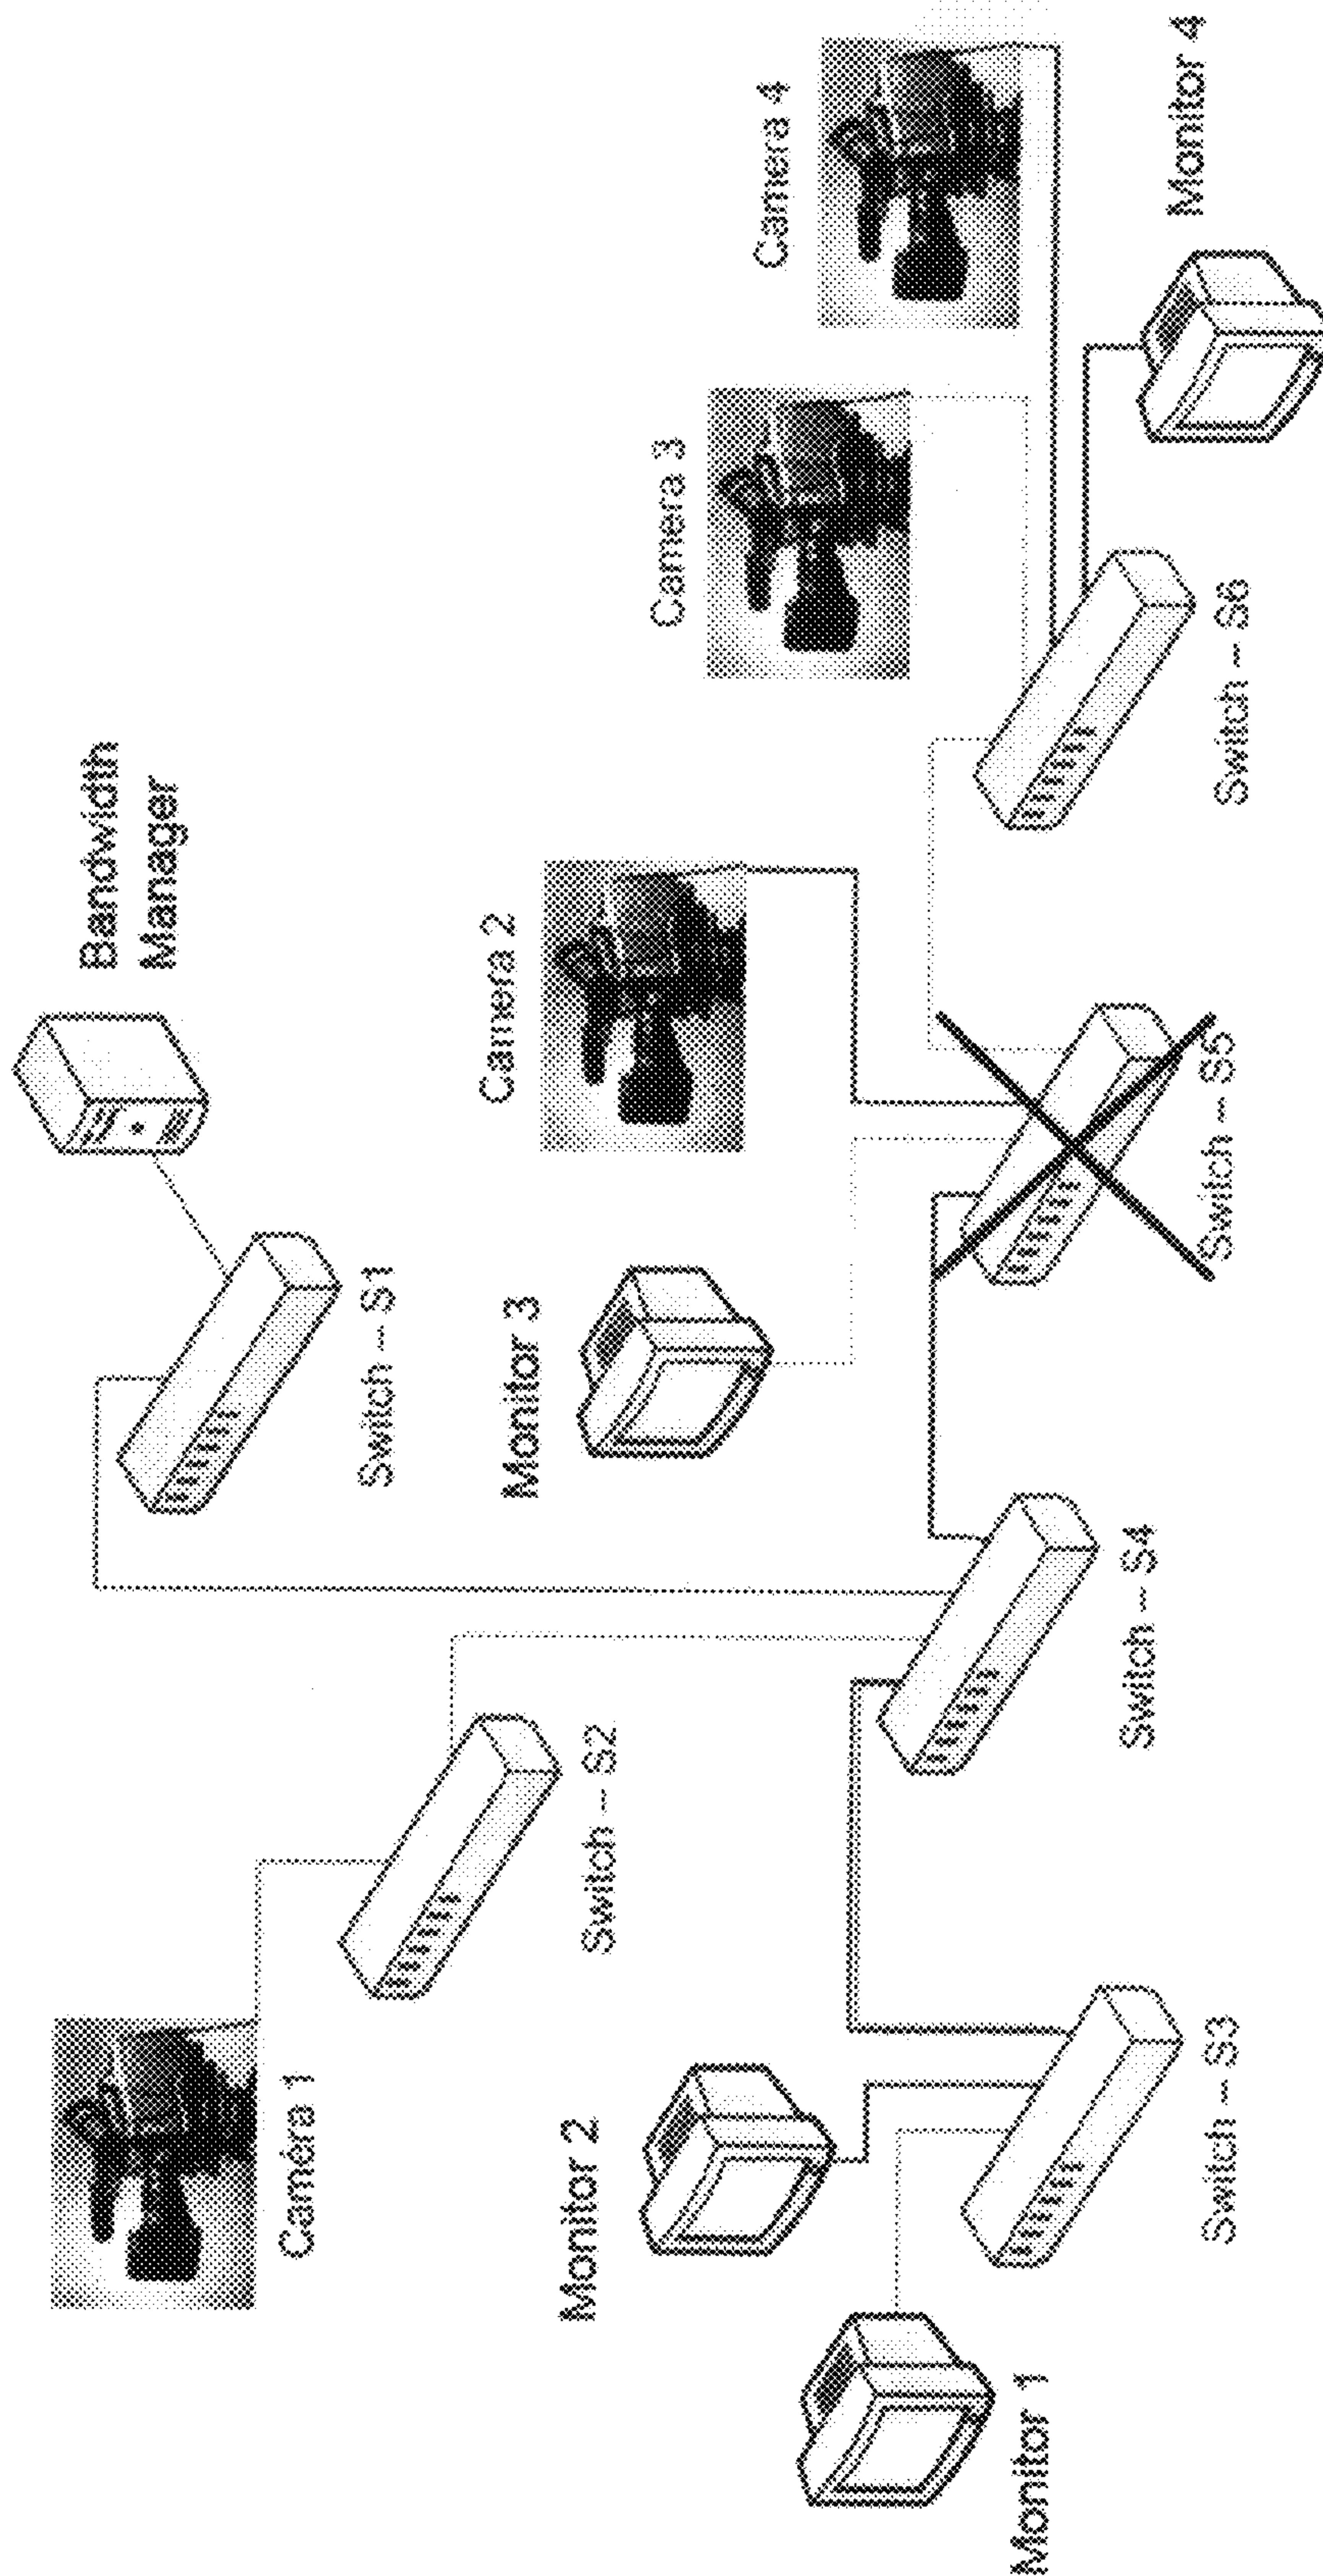 Bandwidth
Manager
Switch – S1
Caméra 1
Switch – S2
Camera 2
Monitor 3
Monitor 2
Camera 3
Camera 4
Monitor 1
Switch – S3
Switch – S4
Switch – S5
Switch – S6
Monitor 4